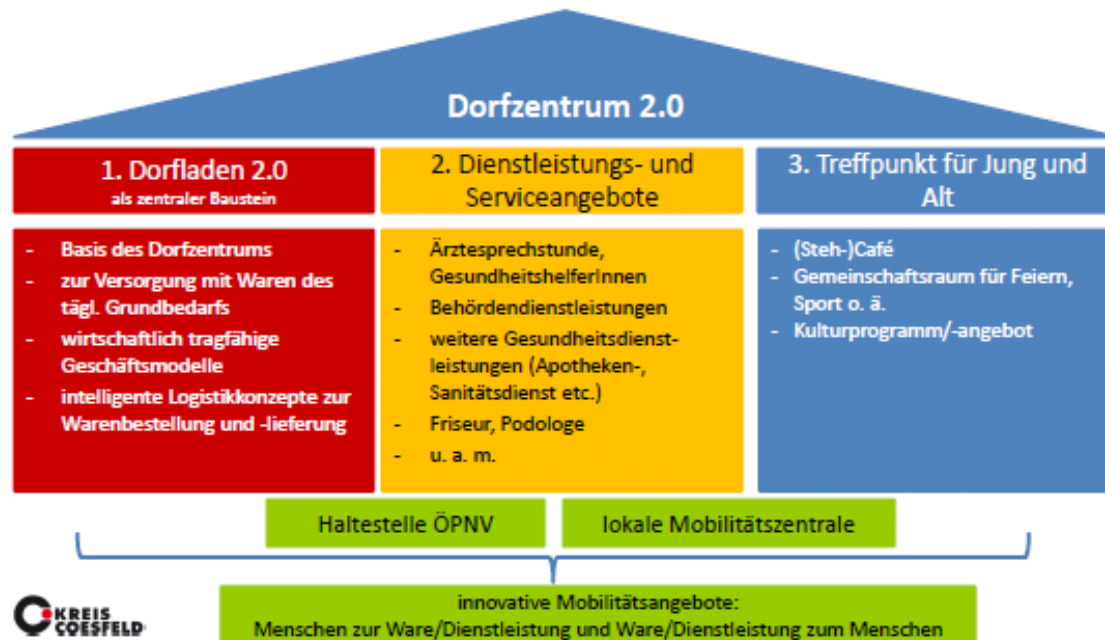 Dorfzentrum 2.0
1. Dorfladen 2.0
als zentraler Baustein
- Basis des Dorfzentrums
- zur Versorgung mit Waren des
tägl. Grundbedarfs
- wirtschaftlich tragfähige
Geschäftsmodelle
- intelligente Logistikkonzepte zur
Warenbestellung und -lieferung
2. Dienstleistungs- und
Serviceangebote
- Ärztesprechstunde,
GesundheitshelferInnen
- Behördendienstleistungen
- weitere Gesundheitsdienst-
leistungen (Apotheken-,
Sanitätsdienst etc.)
- Friseur, Podologe
- u. a. m.
3. Treffpunkt für Jung und
Alt
- (Steh-)Café
- Gemeinschaftsraum für Feiern,
Sport o. ä.
- Kulturprogramm/-angebot
Haltestelle ÖPNV
lokale Mobilitätszentrale
innovative Mobilitätsangebote:
Menschen zur Ware/Dienstleistung und Ware/Dienstleistung zum Menschen
KREIS
COESFELD